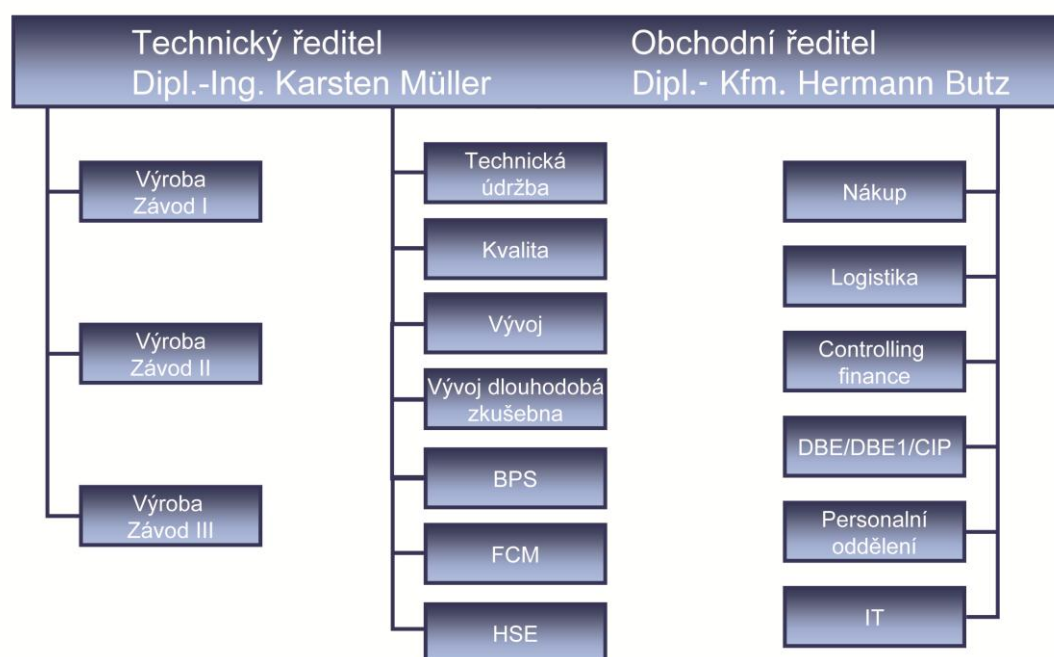 Technický ředitel
Dipl.-Ing. Karsten Müller
Obchodní ředitel
Dipl.- Kfm. Hermann Butz
Výroba
Závod I
Výroba
Závod II
Výroba
Závod III
Technická
údržba
Kvalita
Vývoj
Vývoj dlouhodobá
zkušebna
BPS
FCM
HSE
Nákup
Logistika
Controlling
finance
DBE/DBE1/CIP
Personalní
oddělení
IT